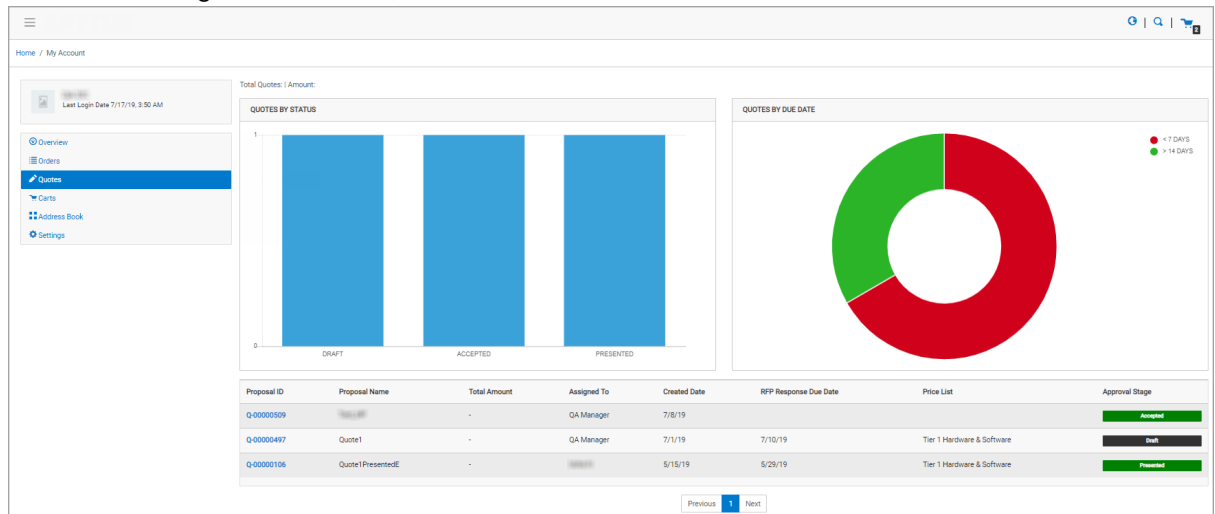 2
Home / My Account
Last Login Date 7/17/19, 3:50 AM
Overview
Orders
Quotes
Carts
Address Book
Settings
Total Quotes: | Amount:
QUOTES BY STATUS
1
0
DRAFT ACCEPTED PRESENTED
QUOTES BY DUE DATE
< 7 DAYS
> 14 DAYS
Proposal ID Proposal Name Total Amount Assigned To Created Date RFP Response Due Date Price List Approval Stage
Q-00000509 - QA Manager 7/8/19 Accepted
Q-00000497 Quote1 - QA Manager 7/1/19 7/10/19 Tier 1 Hardware & Software Draft
Q-00000106 Quote1PresentedE - 5/15/19 5/29/19 Tier 1 Hardware & Software Presented
Previous 1 Next